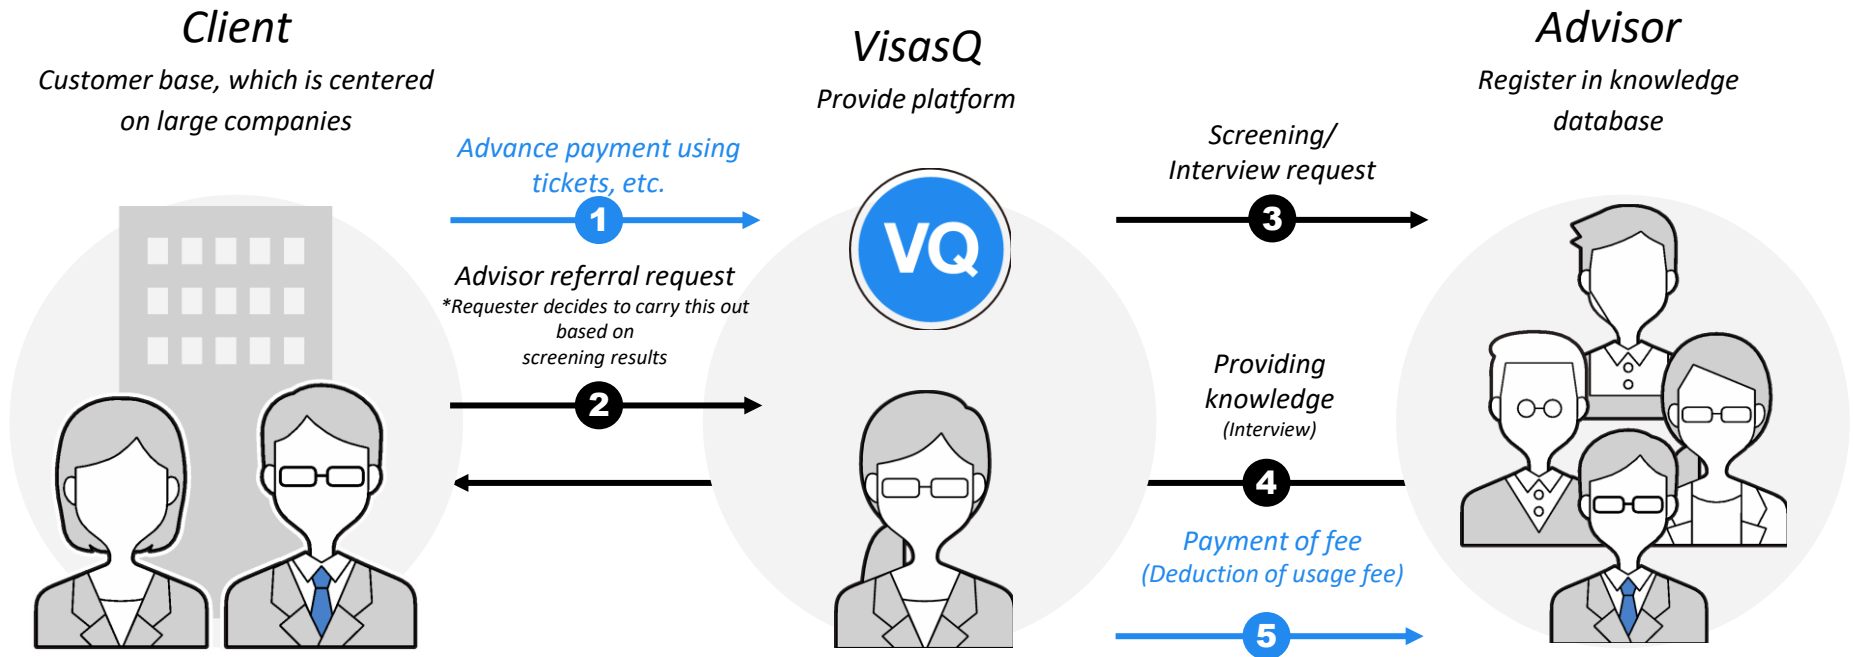 Client
Customer base, which is centered
on large companies
Advance payment using
tickets, etc.
1
Advisor referral request
*Requester decides to carry this out
based on
screening results
2
VisasQ
Provide platform
VQ
Screening/
Interview request
3
Providing
knowledge
(Interview)
4
Payment of fee
(Deduction of usage fee)
5
Advisor
Register in knowledge
database